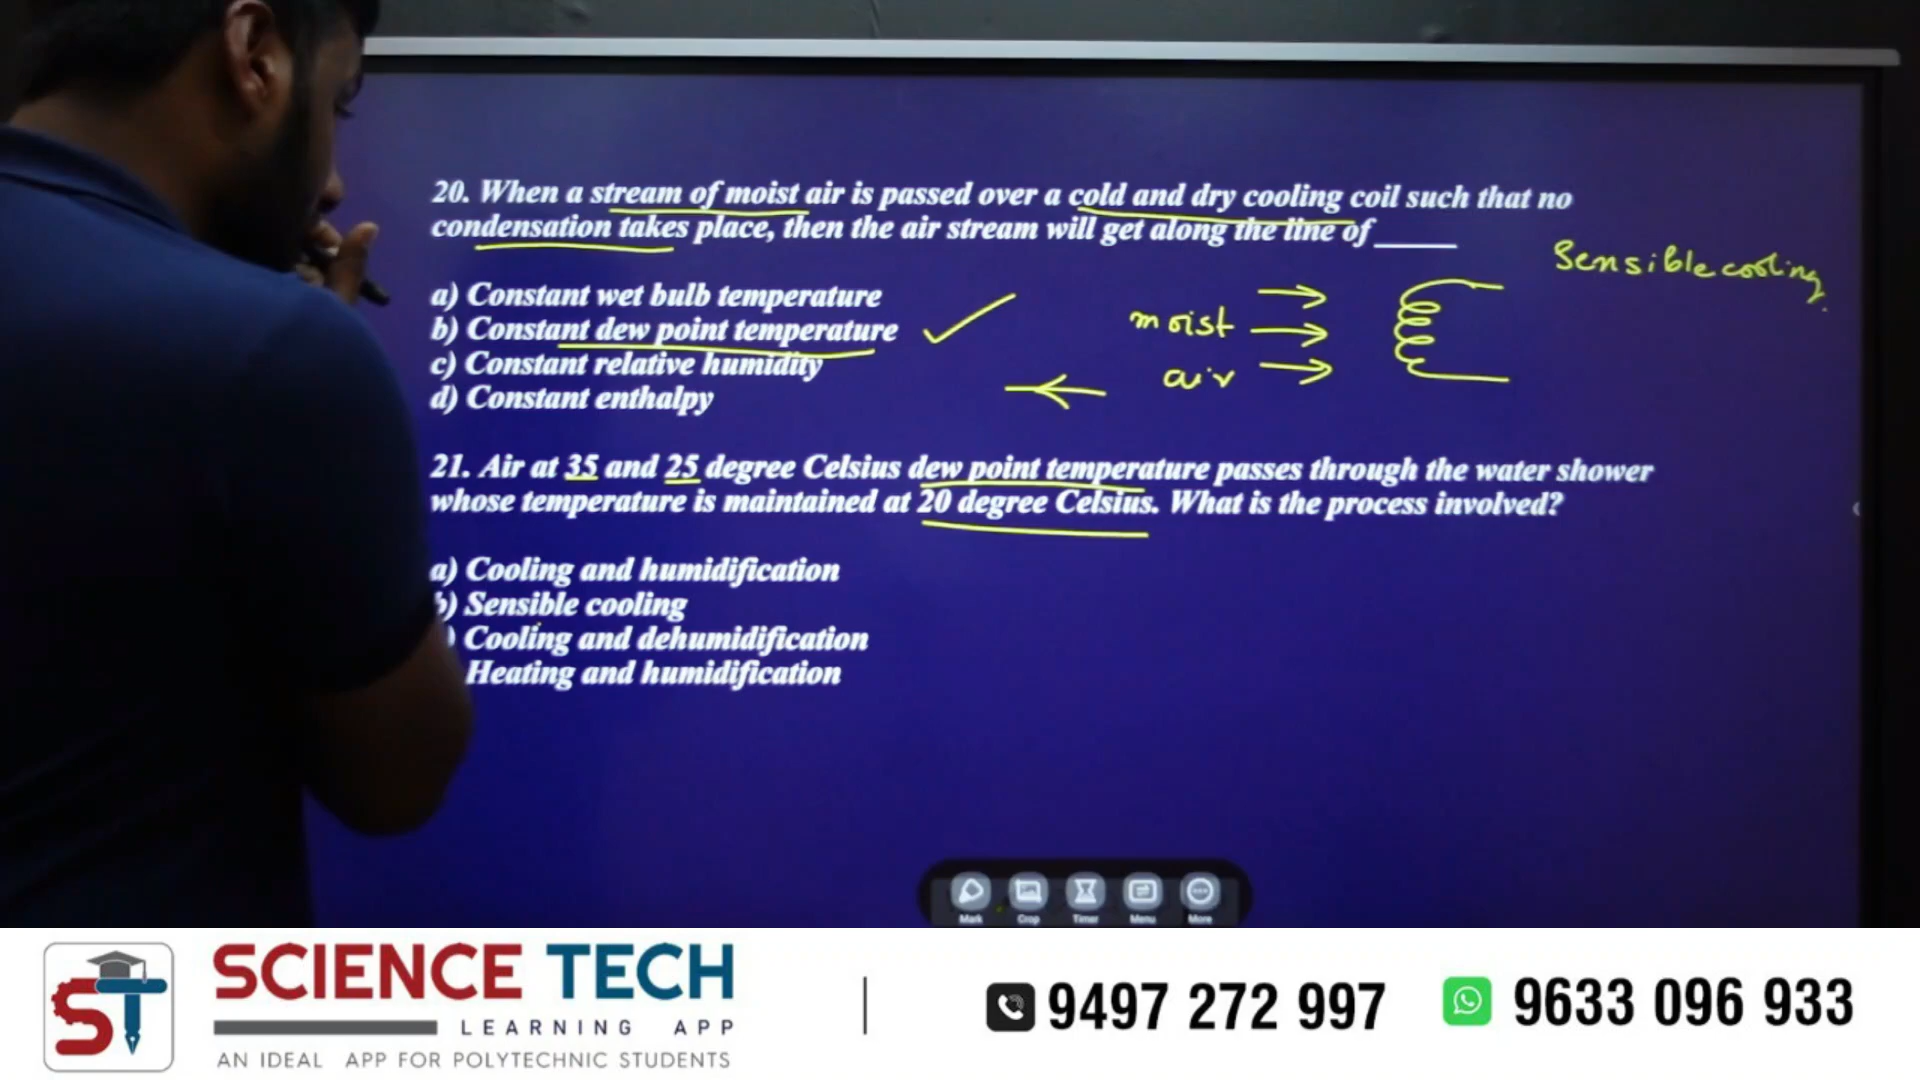 20. When a stream of moist air is passed over a cold and dry cooling coil such that no
condensation takes place, then the air stream will get along the line of_____
Sensible cooling
a) Constant wet bulb temperature
b) Constant dew point temperature
c) Constant relative humidity
d) Constant enthalpy
moist
air
21. Air at 35 and 25 degree Celsius dew point temperature passes through the water shower
whose temperature is maintained at 20 degree Celsius. What is the process involved?
a) Cooling and humidification
b) Sensible cooling
) Cooling and dehumidification
Heating and humidification
Mark Crop Timer Menu More
ST
SCIENCE TECH
LEARNING APP
AN IDEAL APP FOR POLYTECHNIC STUDENTS
9497 272 997
9633 096 933